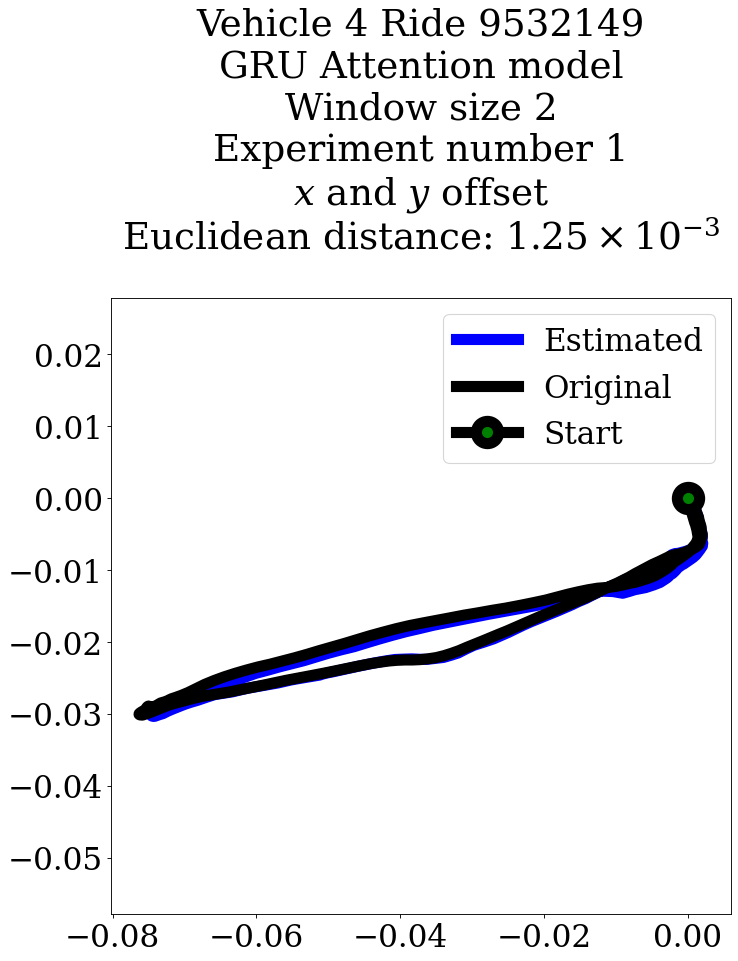 Vehicle 4 Ride 9532149
GRU Attention model
Window size 2
Experiment number 1
x and y offset
Euclidean distance: 1.25 × 10⁻³
Estimated
Original
Start
0.02
0.01
0.00
−0.01
−0.02
−0.03
−0.04
−0.05
−0.08 −0.06 −0.04 −0.02 0.00